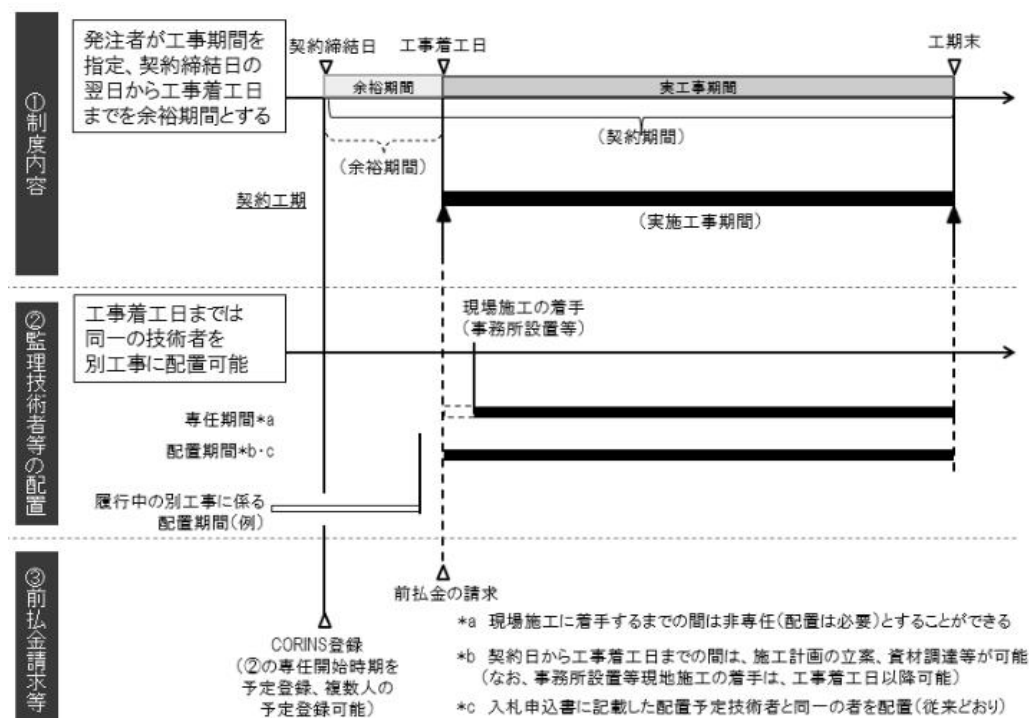 ①制度内容
発注者が工事期間を
指定、契約締結日の
翌日から工事着工日
までを余裕期間とする
契約締結日
工事着工日
工期末
余裕期間
実工事期間
(契約期間)
(余裕期間)
契約工期
(実施工事期間)
②監理技術者等の配置
工事着工日までは
同一の技術者を
別工事に配置可能
現場施工の着手
(事務所設置等)
専任期間*a
配置期間*b・c
履行中の別工事に係る
配置期間(例)
③前払金請求等
前払金の請求
CORINS登録
(②の専任開始時期を
予定登録、複数人の
予定登録可能)
*a 現場施工に着手するまでの間は非専任(配置は必要)とすることができる
*b 契約日から工事着工日までの間は、施工計画の立案、資材調達等が可能
(なお、事務所設置等現地施工の着手は、工事着工日以降可能)
*c 入札申込書に記載した配置予定技術者と同一の者を配置(従来どおり)